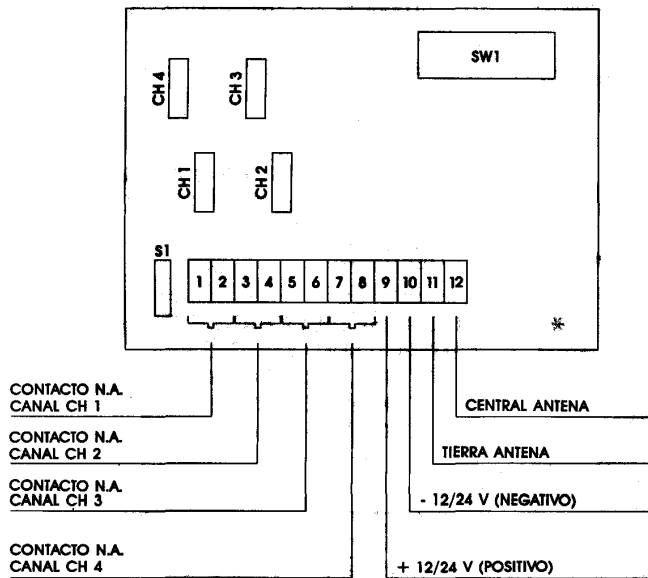 SW1
CH 4
CH 3
CH 1
CH 2
S1
1 2 3 4 5 6 7 8 9 10 11 12
*
CONTACTO N.A.
CANAL CH 1
CONTACTO N.A.
CANAL CH 2
CONTACTO N.A.
CANAL CH 3
CONTACTO N.A.
CANAL CH 4
CENTRAL ANTENA
TIERRA ANTENA
- 12/24 V (NEGATIVO)
+ 12/24 V (POSITIVO)